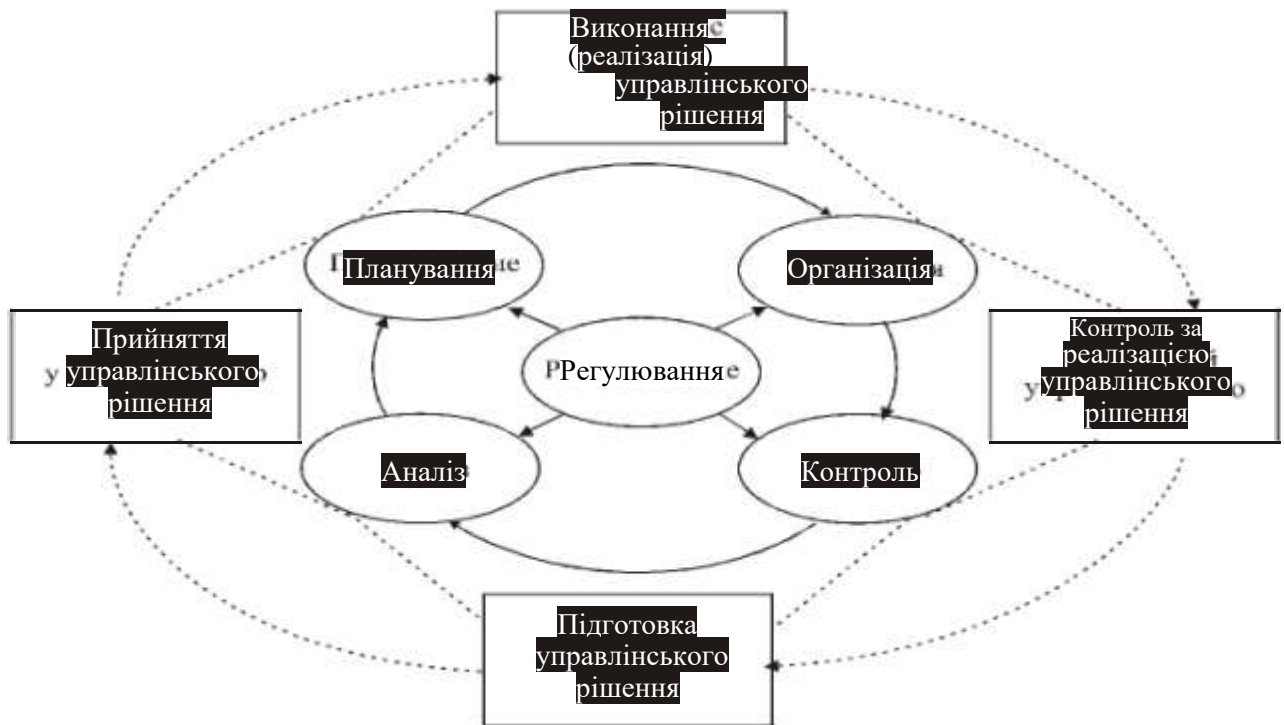 Виконання
(реалізація)
управлінського
рішення
Планування
Організація
Прийняття
управлінського
рішення
Регулювання
Контроль за
реалізацією
управлінського
рішення
Аналіз
Контроль
Підготовка
управлінського
рішення